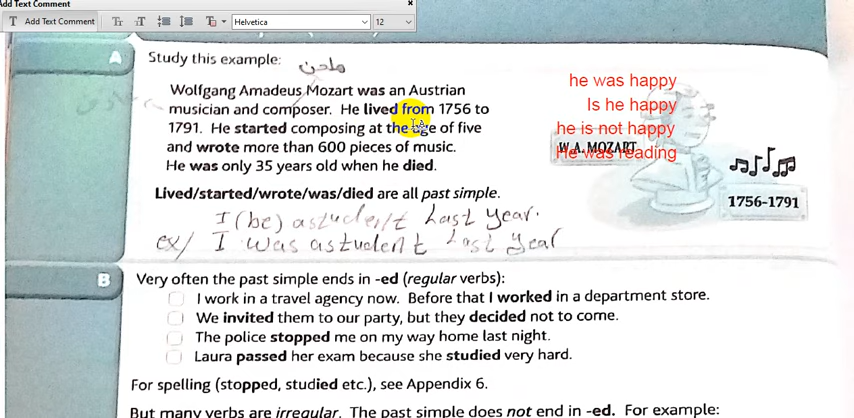 Add Text Comment
T Add Text Comment
Helvetica
12
A
Study this example:
ملحن
Wolfgang Amadeus Mozart was an Austrian
musician and composer. He lived from 1756 to
1791. He started composing at the age of five
and wrote more than 600 pieces of music.
He was only 35 years old when he died.
he was happy
Is he happy
he is not happy
He was reading
W.A. MOZART
1756-1791
Lived/started/wrote/was/died are all past simple.
I (be) a student last year.
ex/ I was a student last year
B
Very often the past simple ends in -ed (regular verbs):
I work in a travel agency now. Before that I worked in a department store.
We invited them to our party, but they decided not to come.
The police stopped me on my way home last night.
Laura passed her exam because she studied very hard.
For spelling (stopped, studied etc.), see Appendix 6.
But many verbs are irregular. The past simple does not end in -ed. For example: